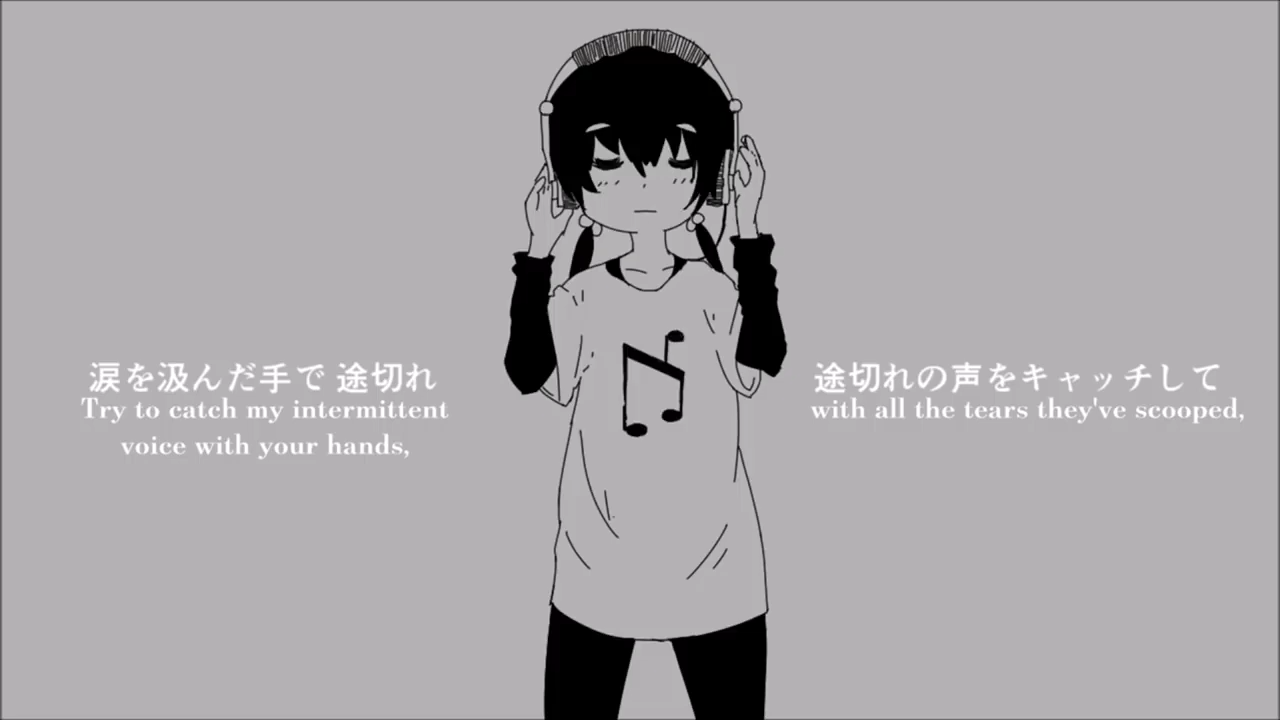 涙を汲んだ手で 途切れ
Try to catch my intermittent
voice with your hands,
途切れの声をキャッチして
with all the tears they've scooped,